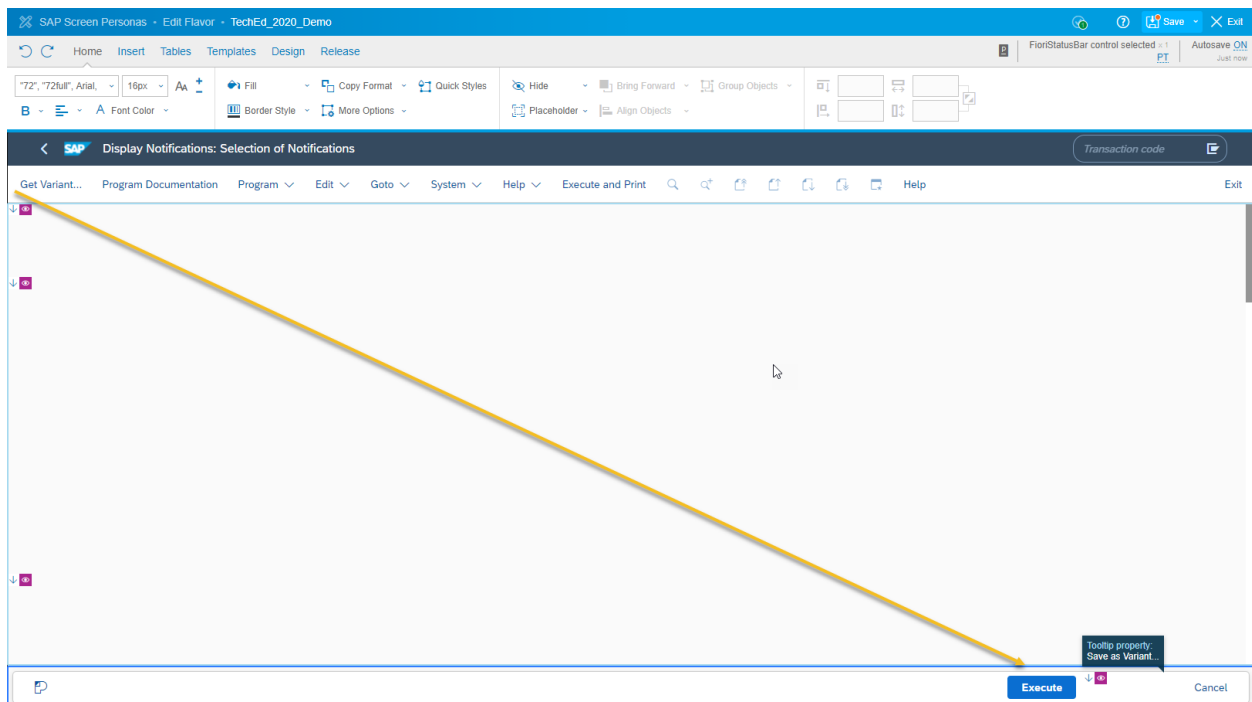 SAP Screen Personas • Edit Flavor • TechEd_2020_Demo
Save
Exit
Home Insert Tables Templates Design Release
P
FioriStatusBar control selected x 1
PT
Autosave ON
Just now
"72", "72full", Arial, 16px AA
Fill
Copy Format
Quick Styles
Hide
Bring Forward
Group Objects
B
A Font Color
Border Style
More Options
Placeholder
Align Objects
SAP Display Notifications: Selection of Notifications
Transaction code
Get Variant... Program Documentation Program Edit Goto System Help Execute and Print Help Exit
Tooltip property:
Save as Variant...
Execute
Cancel